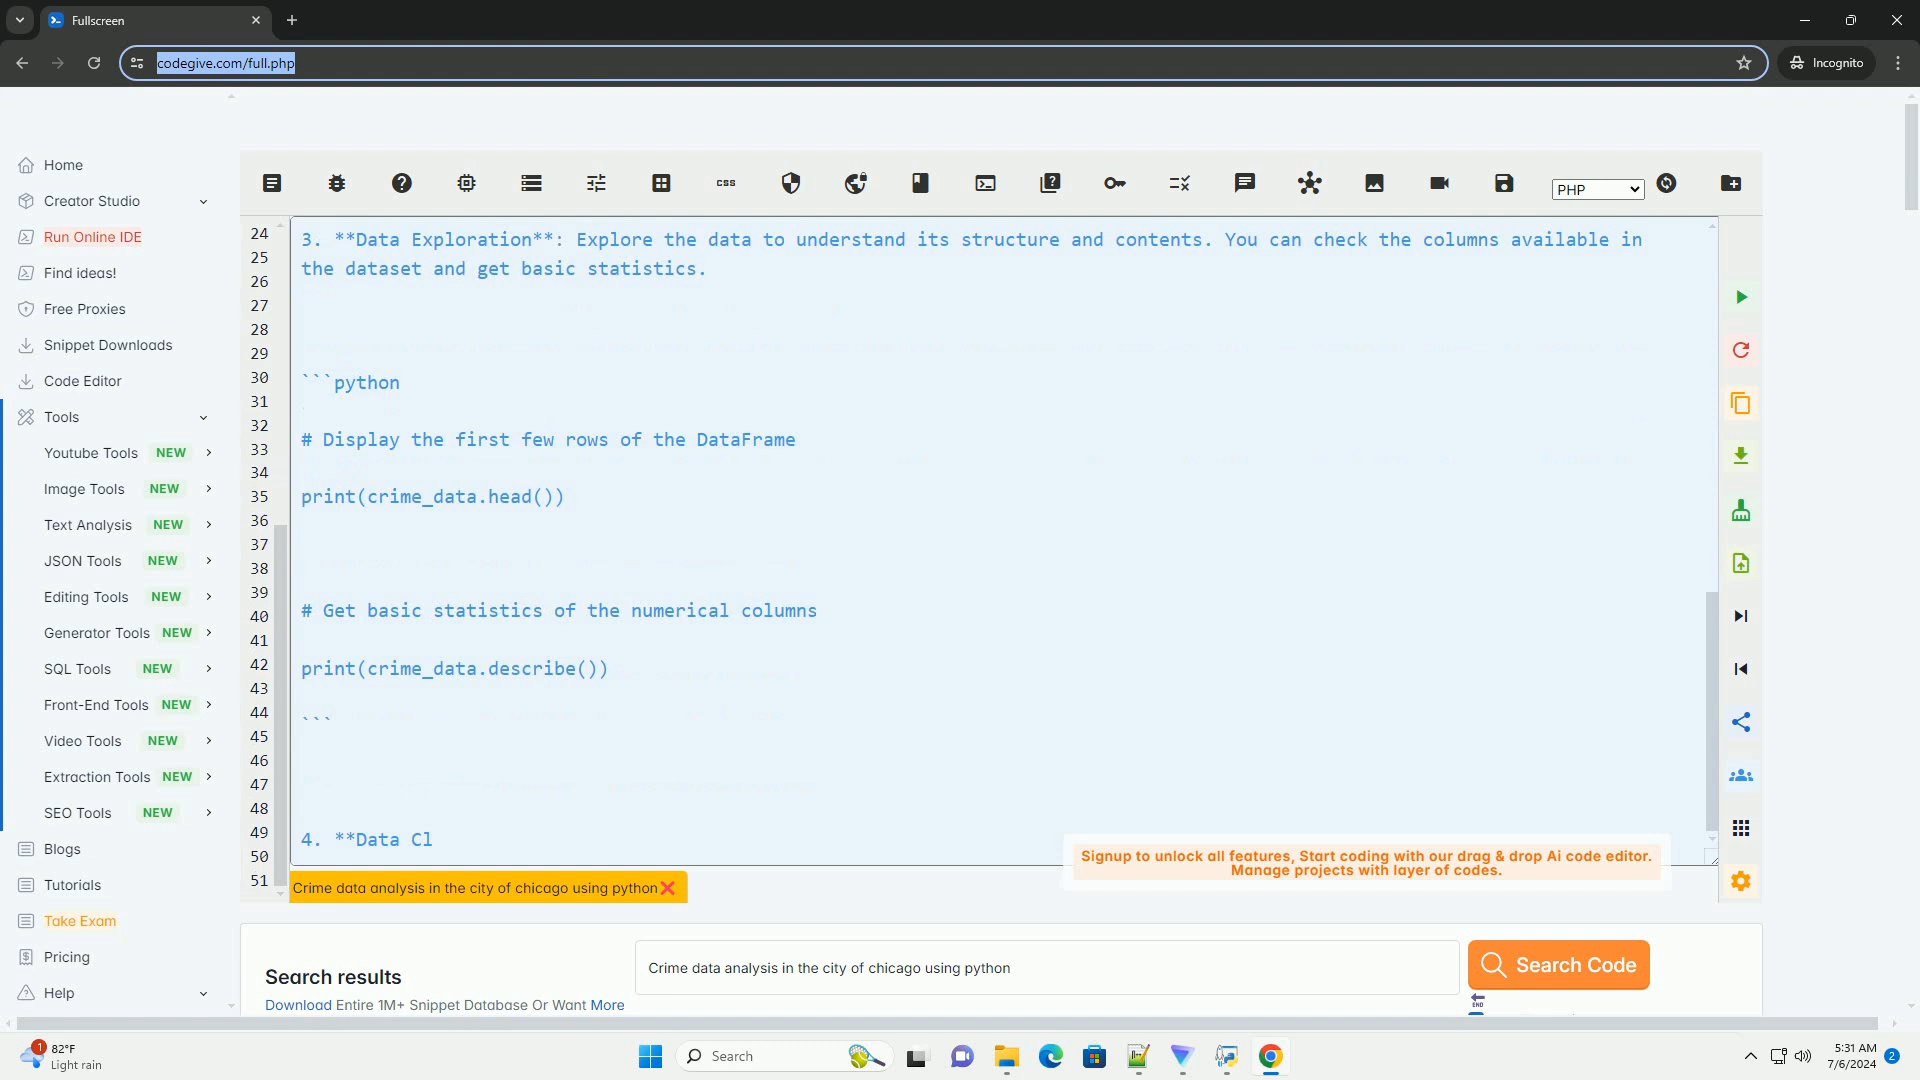 Fullscreen
codegive.com/full.php
Incognito
Home
Creator Studio
Run Online IDE
Find ideas!
Free Proxies
Snippet Downloads
Code Editor
Tools
Youtube Tools NEW
Image Tools NEW
Text Analysis NEW
JSON Tools NEW
Editing Tools NEW
Generator Tools NEW
SQL Tools NEW
Front-End Tools NEW
Video Tools NEW
Extraction Tools NEW
SEO Tools NEW
Blogs
Tutorials
Take Exam
Pricing
Help
CSS
PHP
24
25
26
27
28
29
30
31
32
33
34
35
36
37
38
39
40
41
42
43
44
45
46
47
48
49
50
51
3. **Data Exploration**: Explore the data to understand its structure and contents. You can check the columns available in
the dataset and get basic statistics.
```python
# Display the first few rows of the DataFrame
print(crime_data.head())
# Get basic statistics of the numerical columns
print(crime_data.describe())
```
4. **Data Cl
Signup to unlock all features, Start coding with our drag & drop Ai code editor.
Manage projects with layer of codes.
Crime data analysis in the city of chicago using python
Search results
Download Entire 1M+ Snippet Database Or Want More
Crime data analysis in the city of chicago using python
Search Code
END
1
82°F
Light rain
Search
5:31 AM
7/6/2024
2